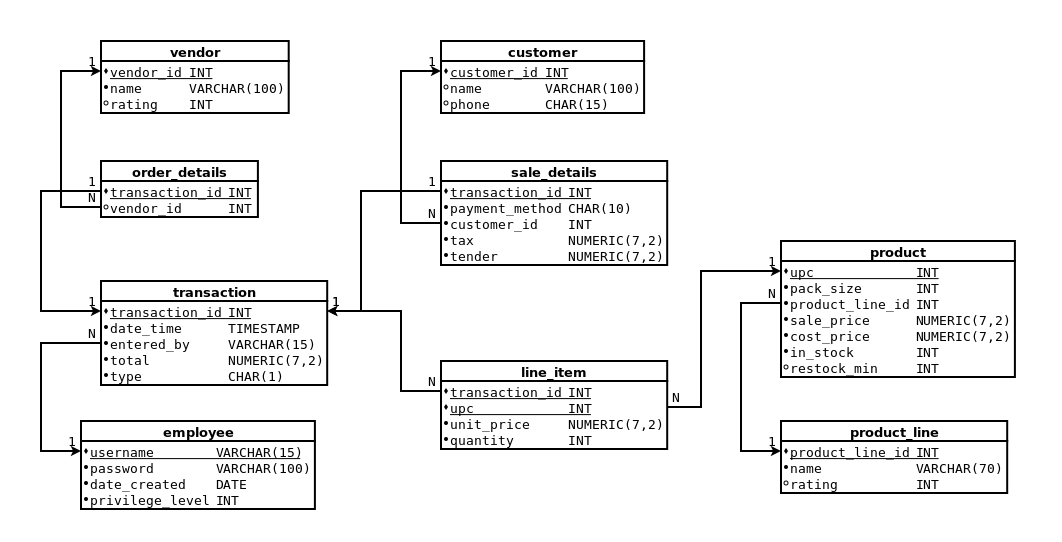 vendor
1
vendor_id INT
name VARCHAR(100)
rating INT
customer
1
customer_id INT
name VARCHAR(100)
phone CHAR(15)
order_details
1
transaction_id INT
N
vendor_id INT
sale_details
1
transaction_id INT
payment_method CHAR(10)
N
customer_id INT
tax NUMERIC(7,2)
tender NUMERIC(7,2)
transaction
1
1
transaction_id INT
date_time TIMESTAMP
N
entered_by VARCHAR(15)
total NUMERIC(7,2)
type CHAR(1)
product
1
upc INT
pack_size INT
N
product_line_id INT
sale_price NUMERIC(7,2)
cost_price NUMERIC(7,2)
in_stock INT
restock_min INT
line_item
N
transaction_id INT
upc INT
N
unit_price NUMERIC(7,2)
quantity INT
employee
1
username VARCHAR(15)
password VARCHAR(100)
date_created DATE
privilege_level INT
product_line
1
product_line_id INT
name VARCHAR(70)
rating INT